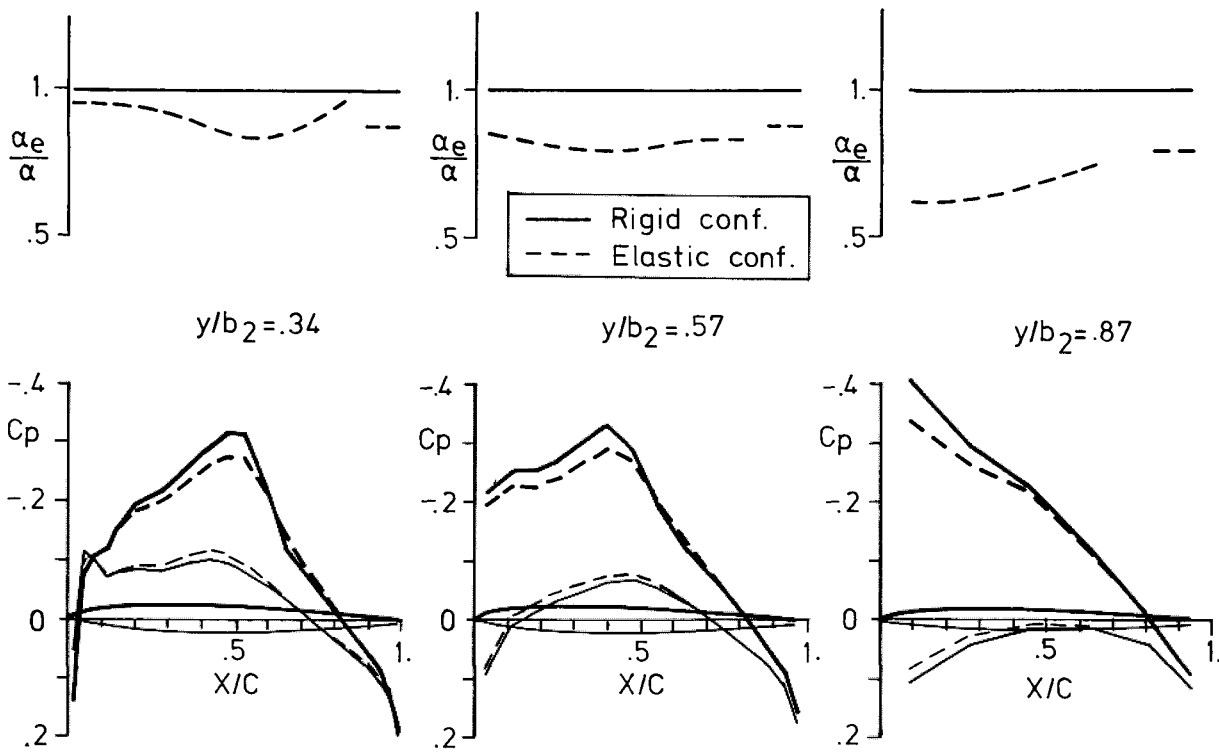 1.
αe/α
.5
1.
αe/α
.5
1.
αe/α
.5
Rigid conf.
Elastic conf.
y/b2=.34
y/b2=.57
y/b2=.87
-.4
Cp
-.2
0
.2
.5
1.
X/C
-.4
Cp
-.2
0
.2
.5
1.
X/C
-.4
Cp
-.2
0
.2
.5
1.
X/C